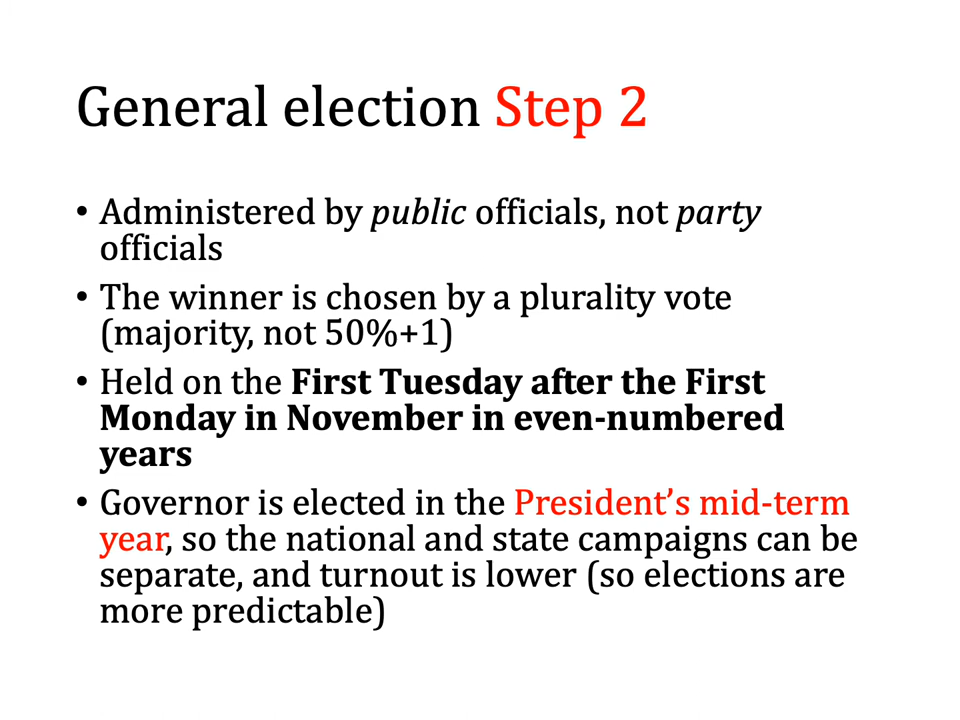 General election Step 2
• Administered by public officials, not party
officials
• The winner is chosen by a plurality vote
(majority, not 50%+1)
• Held on the First Tuesday after the First
Monday in November in even-numbered
years
• Governor is elected in the President’s mid-term
year, so the national and state campaigns can be
separate, and turnout is lower (so elections are
more predictable)